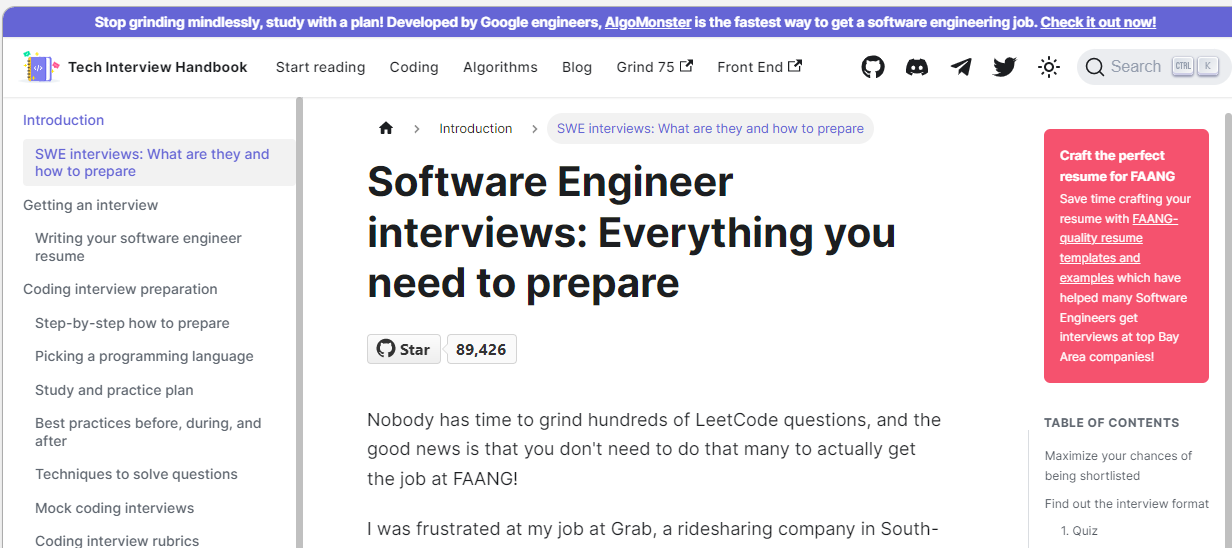 Stop grinding mindlessly, study with a plan! Developed by Google engineers, AlgoMonster is the fastest way to get a software engineering job. Check it out now!
Tech Interview Handbook
Start reading
Coding
Algorithms
Blog
Grind 75
Front End
Search
CTRL
K
Introduction
SWE interviews: What are they and
how to prepare
Getting an interview
Writing your software engineer
resume
Coding interview preparation
Step-by-step how to prepare
Picking a programming language
Study and practice plan
Best practices before, during, and
after
Techniques to solve questions
Mock coding interviews
Coding interview rubrics
Introduction
SWE interviews: What are they and how to prepare
Software Engineer
interviews: Everything you
need to prepare
Star
89,426
Nobody has time to grind hundreds of LeetCode questions, and the
good news is that you don't need to do that many to actually get
the job at FAANG!
I was frustrated at my job at Grab, a ridesharing company in South-
Craft the perfect
resume for FAANG
Save time crafting your
resume with FAANG-
quality resume
templates and
examples which have
helped many Software
Engineers get
interviews at top Bay
Area companies!
TABLE OF CONTENTS
Maximize your chances of
being shortlisted
Find out the interview format
1. Quiz